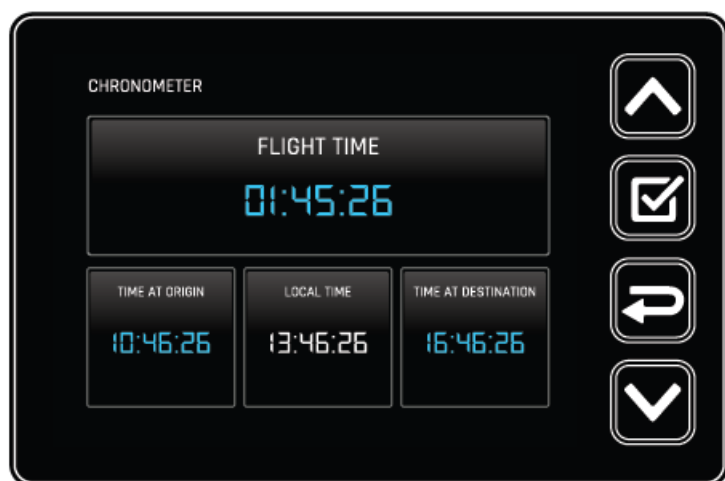 CHRONOMETER
FLIGHT TIME
01:45:26
TIME AT ORIGIN
10:46:26
LOCAL TIME
13:46:26
TIME AT DESTINATION
16:46:26